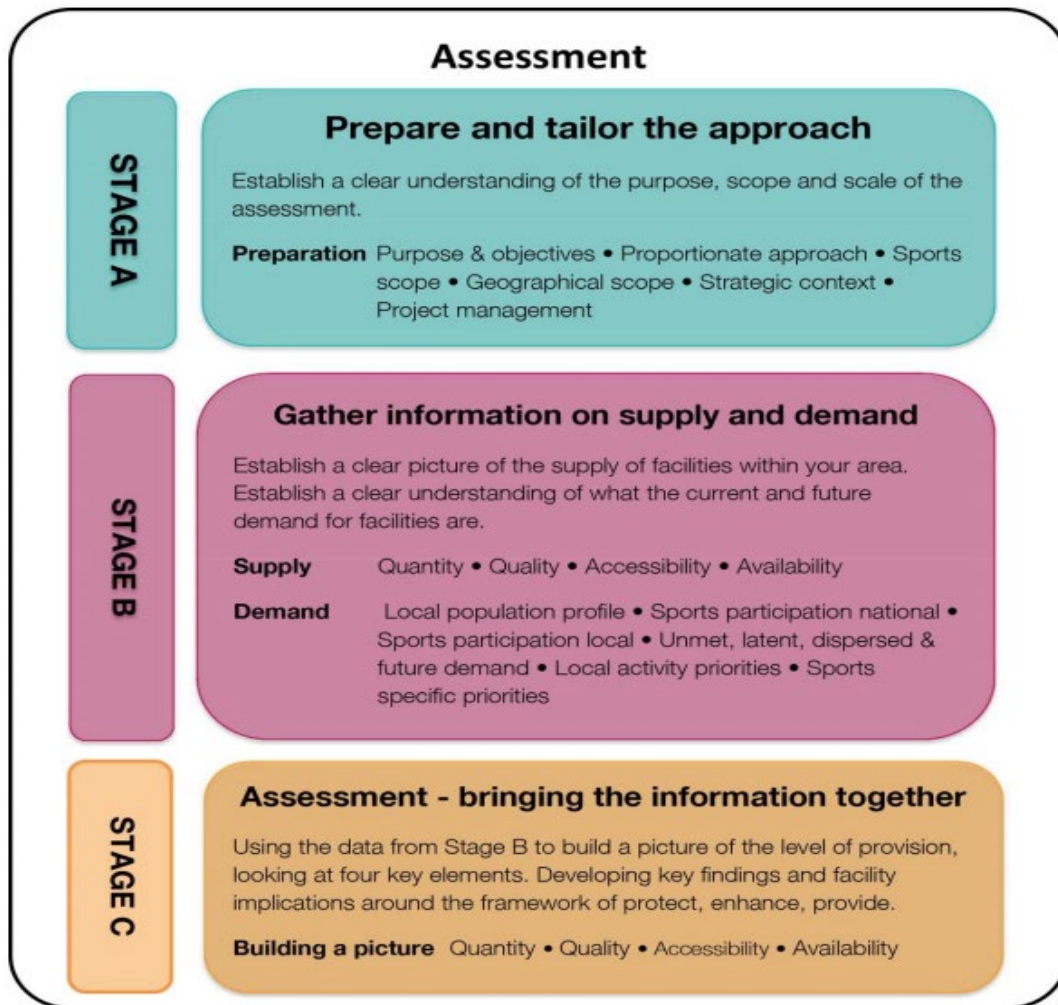 Assessment
STAGE A
Prepare and tailor the approach
Establish a clear understanding of the purpose, scope and scale of the
assessment.
Preparation Purpose & objectives • Proportionate approach • Sports
scope • Geographical scope • Strategic context •
Project management
STAGE B
Gather information on supply and demand
Establish a clear picture of the supply of facilities within your area.
Establish a clear understanding of what the current and future
demand for facilities are.
Supply Quantity • Quality • Accessibility • Availability
Demand Local population profile • Sports participation national •
Sports participation local • Unmet, latent, dispersed &
future demand • Local activity priorities • Sports
specific priorities
STAGE C
Assessment - bringing the information together
Using the data from Stage B to build a picture of the level of provision,
looking at four key elements. Developing key findings and facility
implications around the framework of protect, enhance, provide.
Building a picture Quantity • Quality • Accessibility • Availability